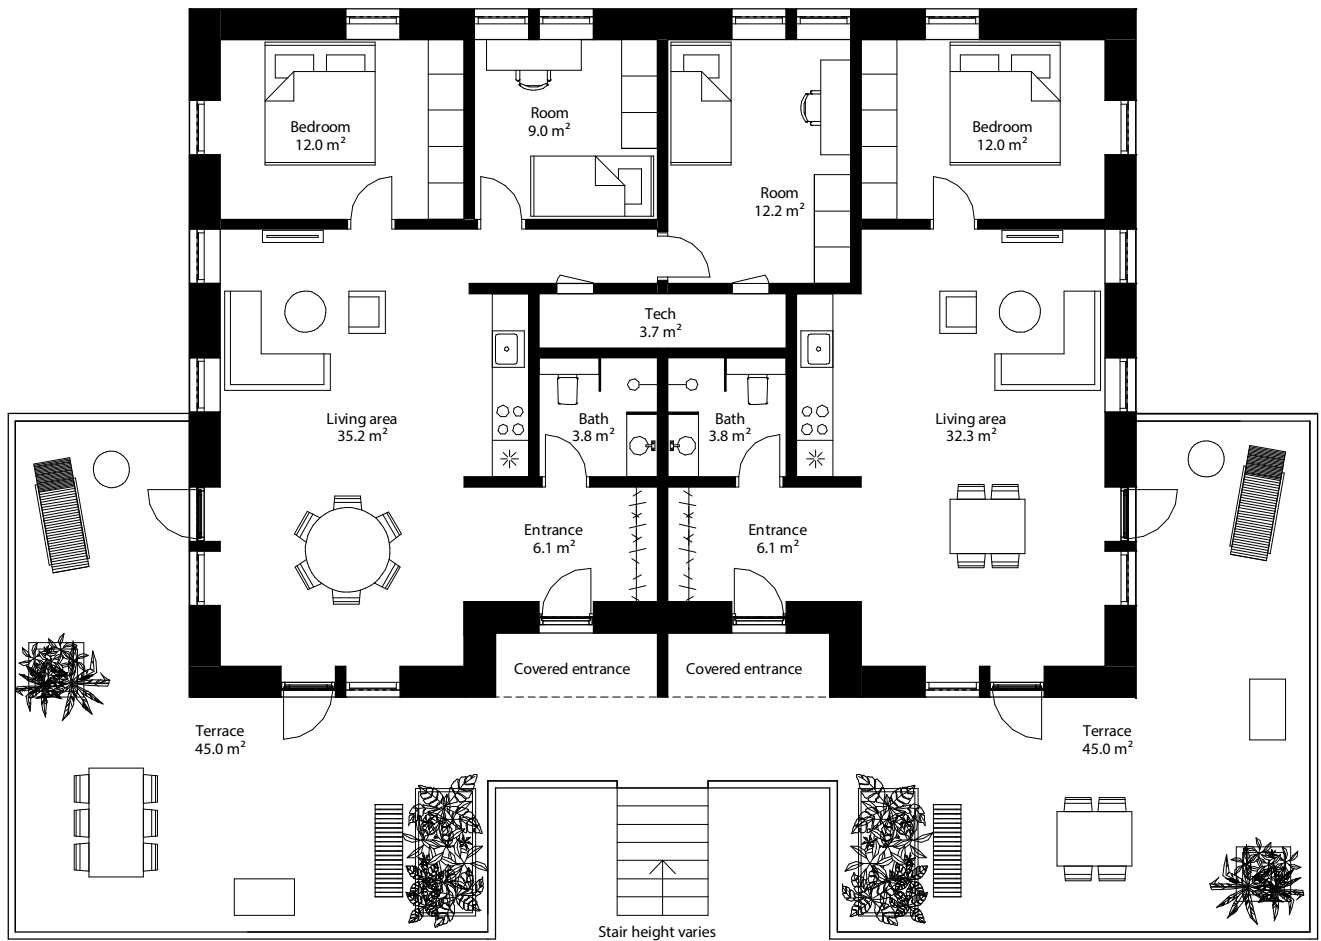 Bedroom
12.0 m²
Room
9.0 m²
Room
12.2 m²
Bedroom
12.0 m²
Tech
3.7 m²
Living area
35.2 m²
Bath
3.8 m²
Bath
3.8 m²
Living area
32.3 m²
Entrance
6.1 m²
Entrance
6.1 m²
Covered entrance
Covered entrance
Terrace
45.0 m²
Terrace
45.0 m²
Stair height varies